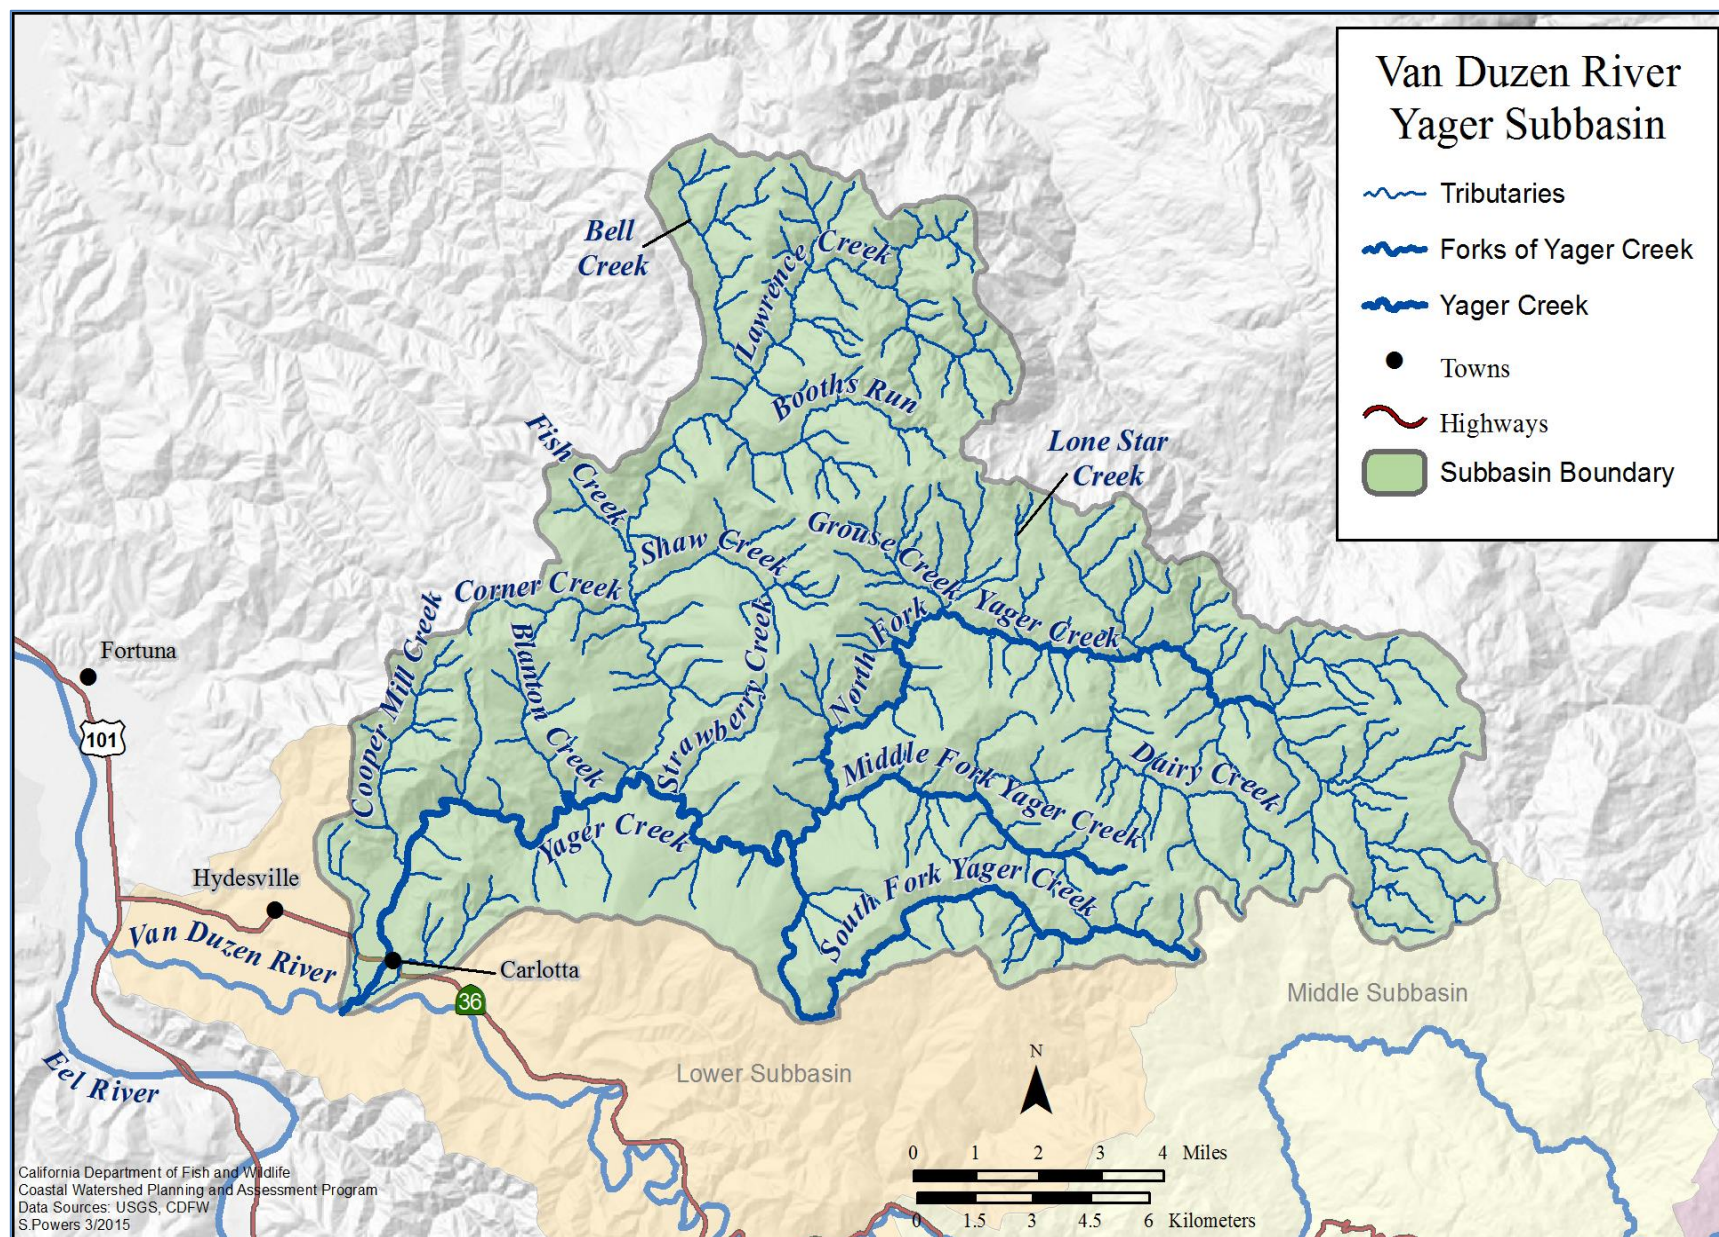 Van Duzen River
Yager Subbasin
Tributaries
Forks of Yager Creek
Yager Creek
Towns
Highways
Subbasin Boundary
Bell
Creek
Lawrence Creek
Booths Run
Fish Creek
Lone Star
Creek
Grouse Creek
Shaw Creek
Corner Creek
Cooper Mill Creek
Blanton Creek
Strawberry Creek
North Fork Yager Creek
Fortuna
101
Middle Fork Yager Creek
Dairy Creek
Yager Creek
South Fork Yager Creek
Hydesville
Van Duzen River
Carlotta
36
Middle Subbasin
Lower Subbasin
Eel River
N
0 1 2 3 4 Miles
0 1.5 3 4.5 6 Kilometers
California Department of Fish and Wildlife
Coastal Watershed Planning and Assessment Program
Data Sources: USGS, CDFW
S.Powers 3/2015